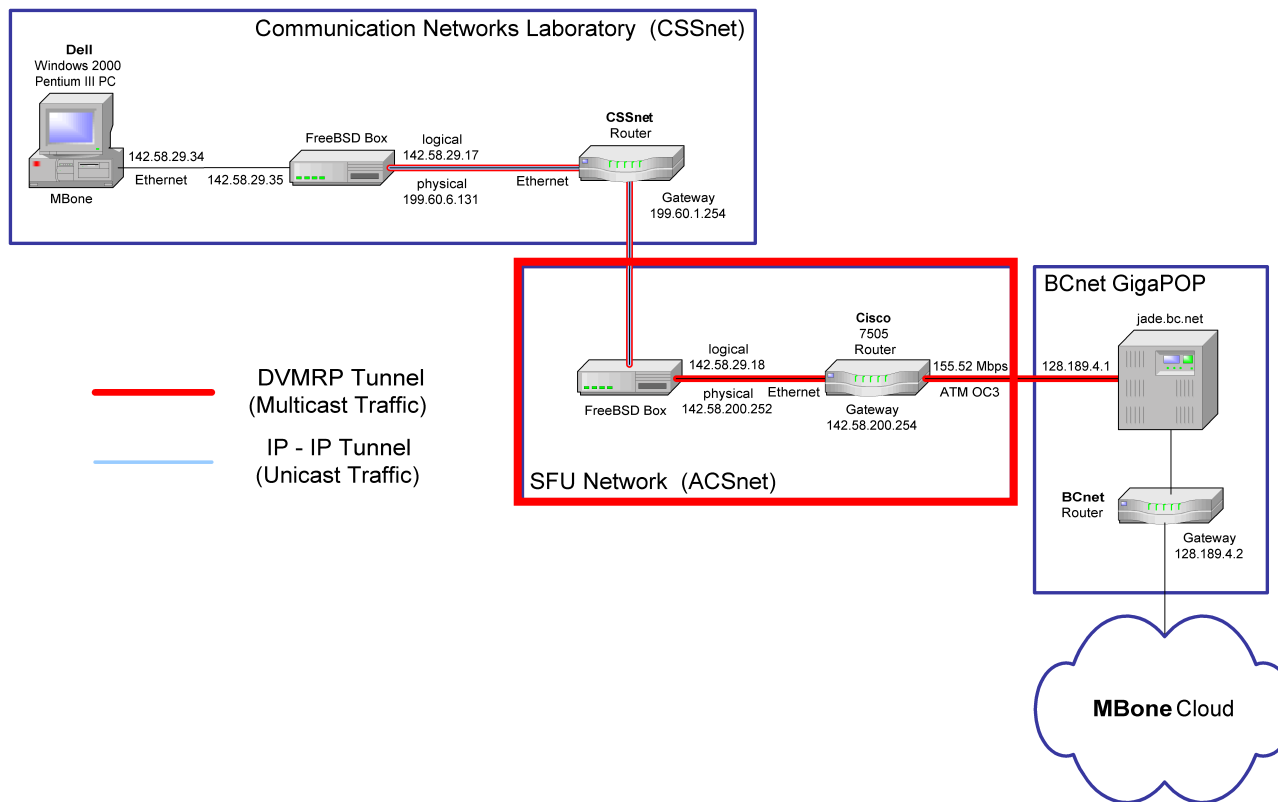 Communication Networks Laboratory (CSSnet)
Dell
Windows 2000
Pentium III PC
MBone
142.58.29.34
Ethernet
142.58.29.35
FreeBSD Box
logical
142.58.29.17
physical
199.60.6.131
Ethernet
CSSnet
Router
Gateway
199.60.1.254
DVMRP Tunnel
(Multicast Traffic)
IP - IP Tunnel
(Unicast Traffic)
FreeBSD Box
logical
142.58.29.18
physical
142.58.200.252
Ethernet
Cisco
7505
Router
Gateway
142.58.200.254
155.52 Mbps
ATM OC3
SFU Network (ACSnet)
BCnet GigaPOP
jade.bc.net
128.189.4.1
BCnet
Router
Gateway
128.189.4.2
MBone Cloud